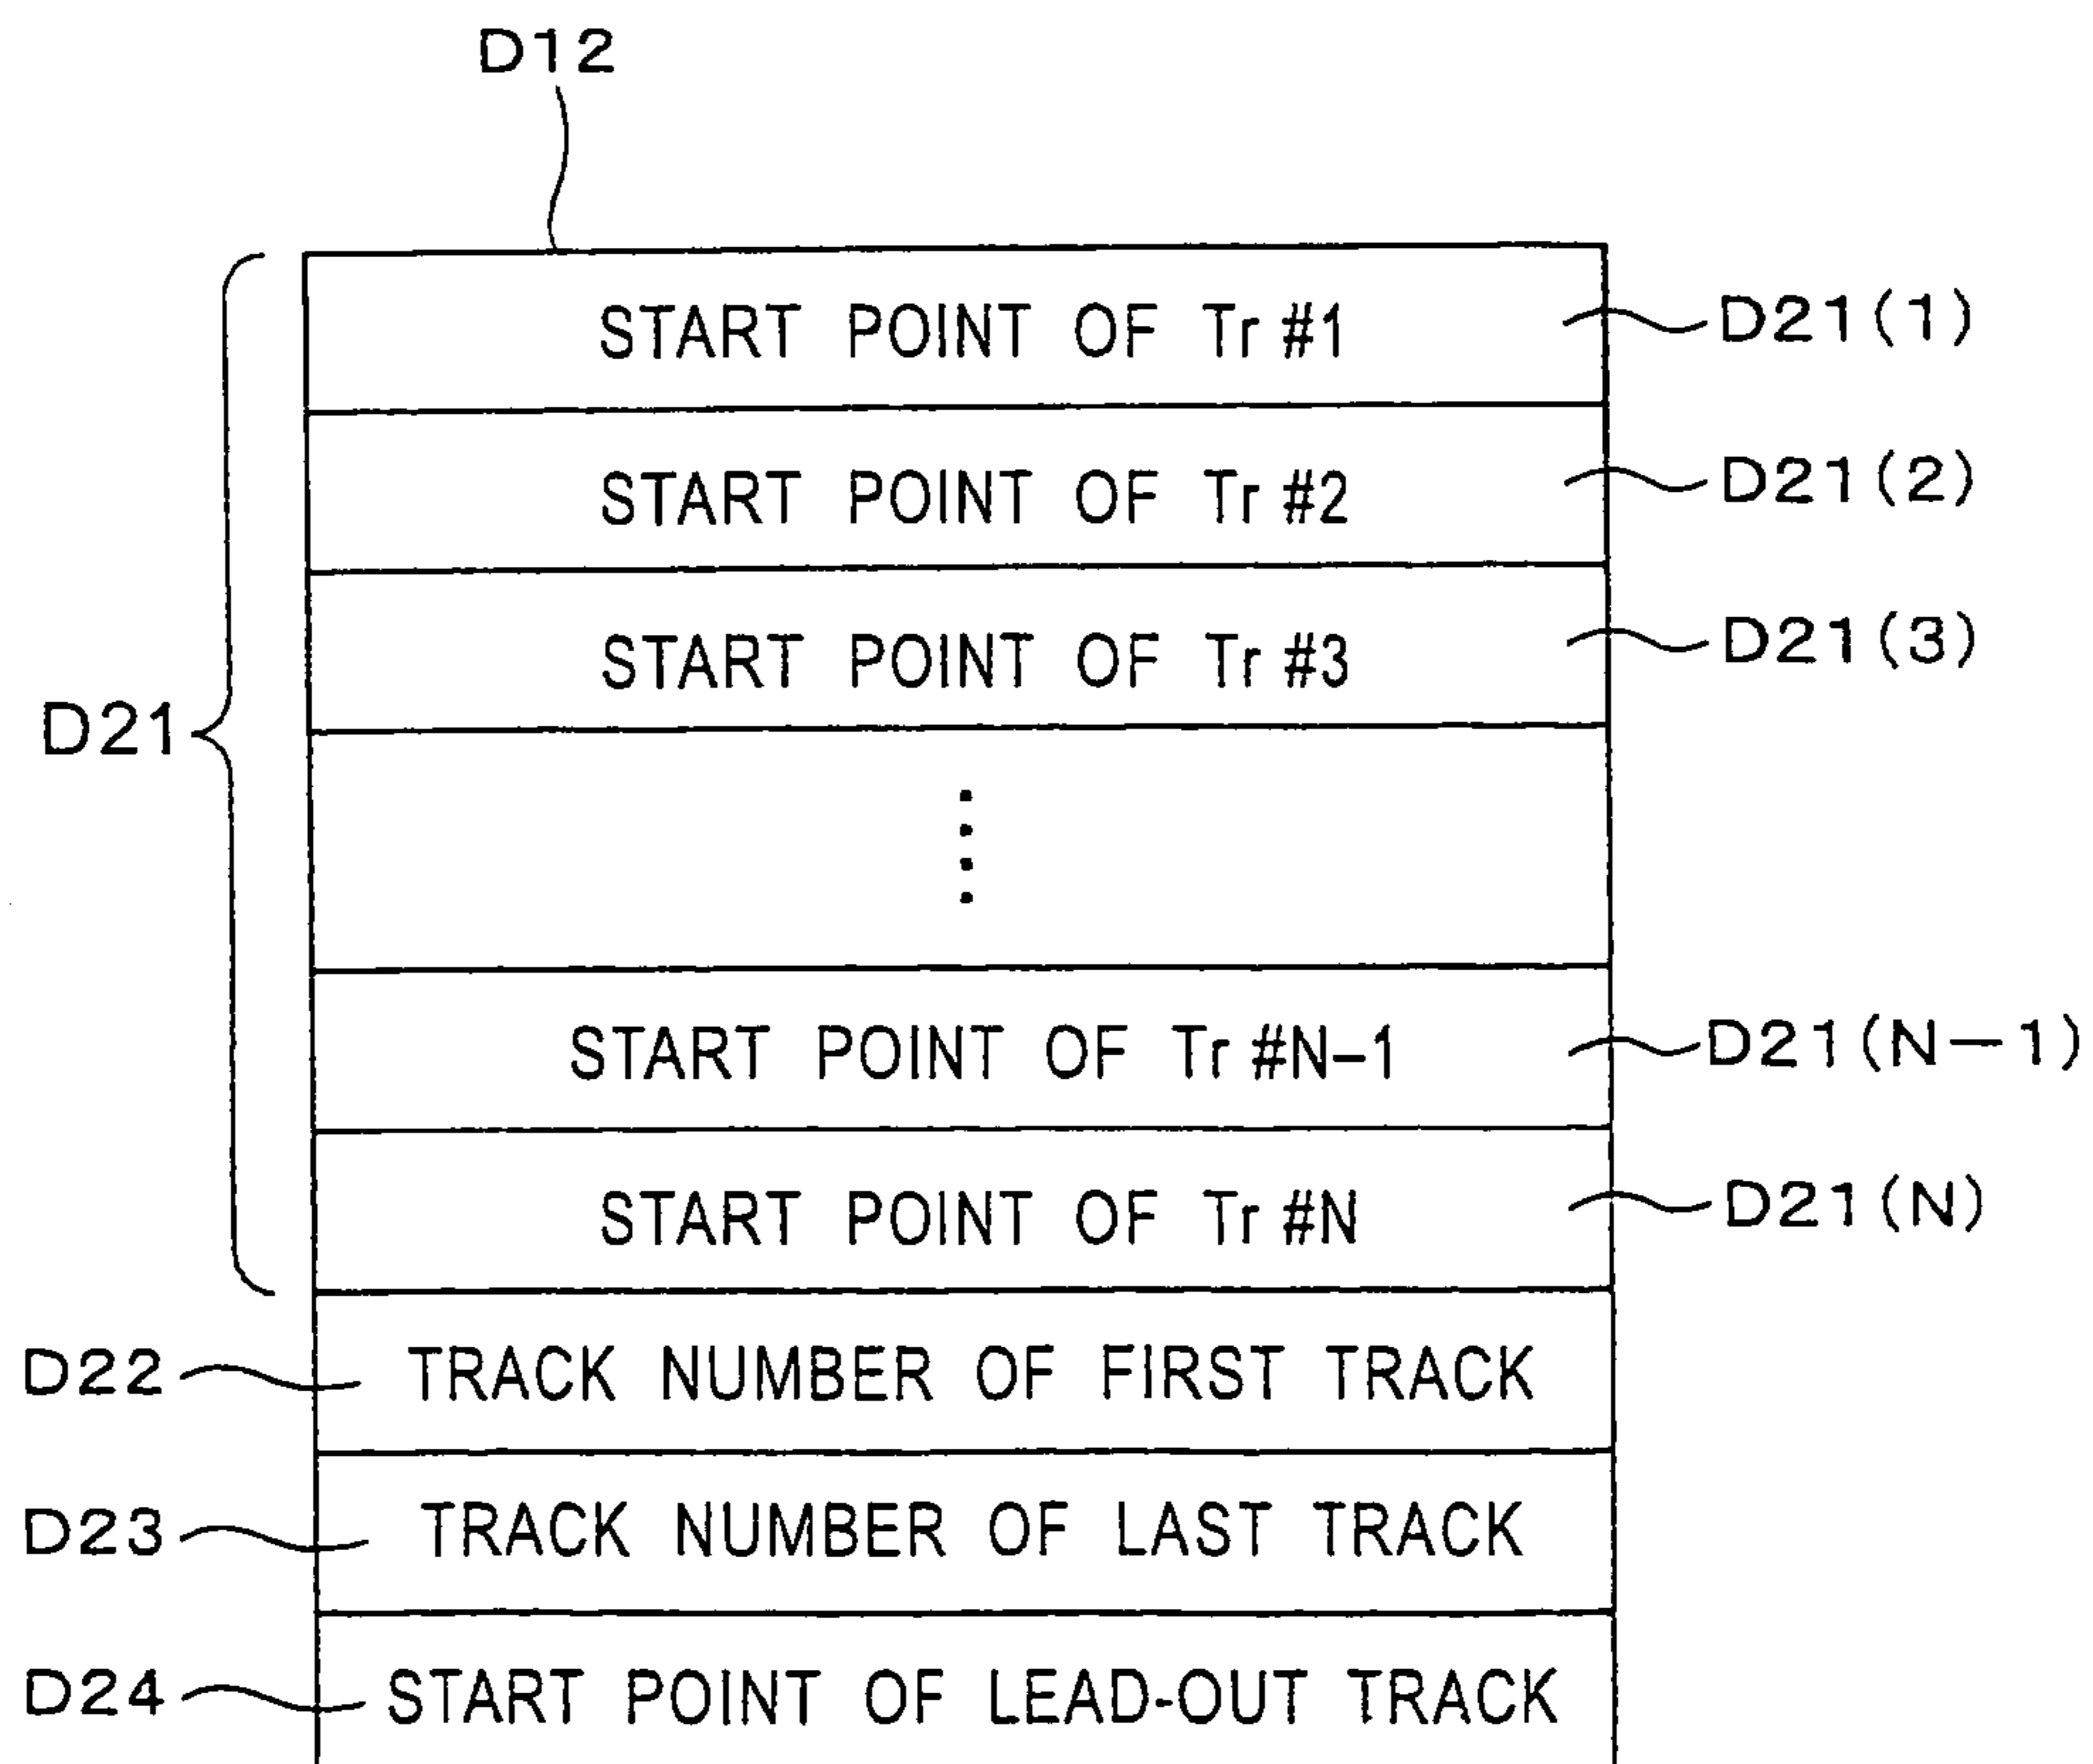 D12
START POINT OF Tr #1 D21(1)
START POINT OF Tr #2 D21(2)
START POINT OF Tr #3 D21(3)
D21
START POINT OF Tr #N-1 D21(N-1)
START POINT OF Tr #N D21(N)
D22 TRACK NUMBER OF FIRST TRACK
D23 TRACK NUMBER OF LAST TRACK
D24 START POINT OF LEAD-OUT TRACK